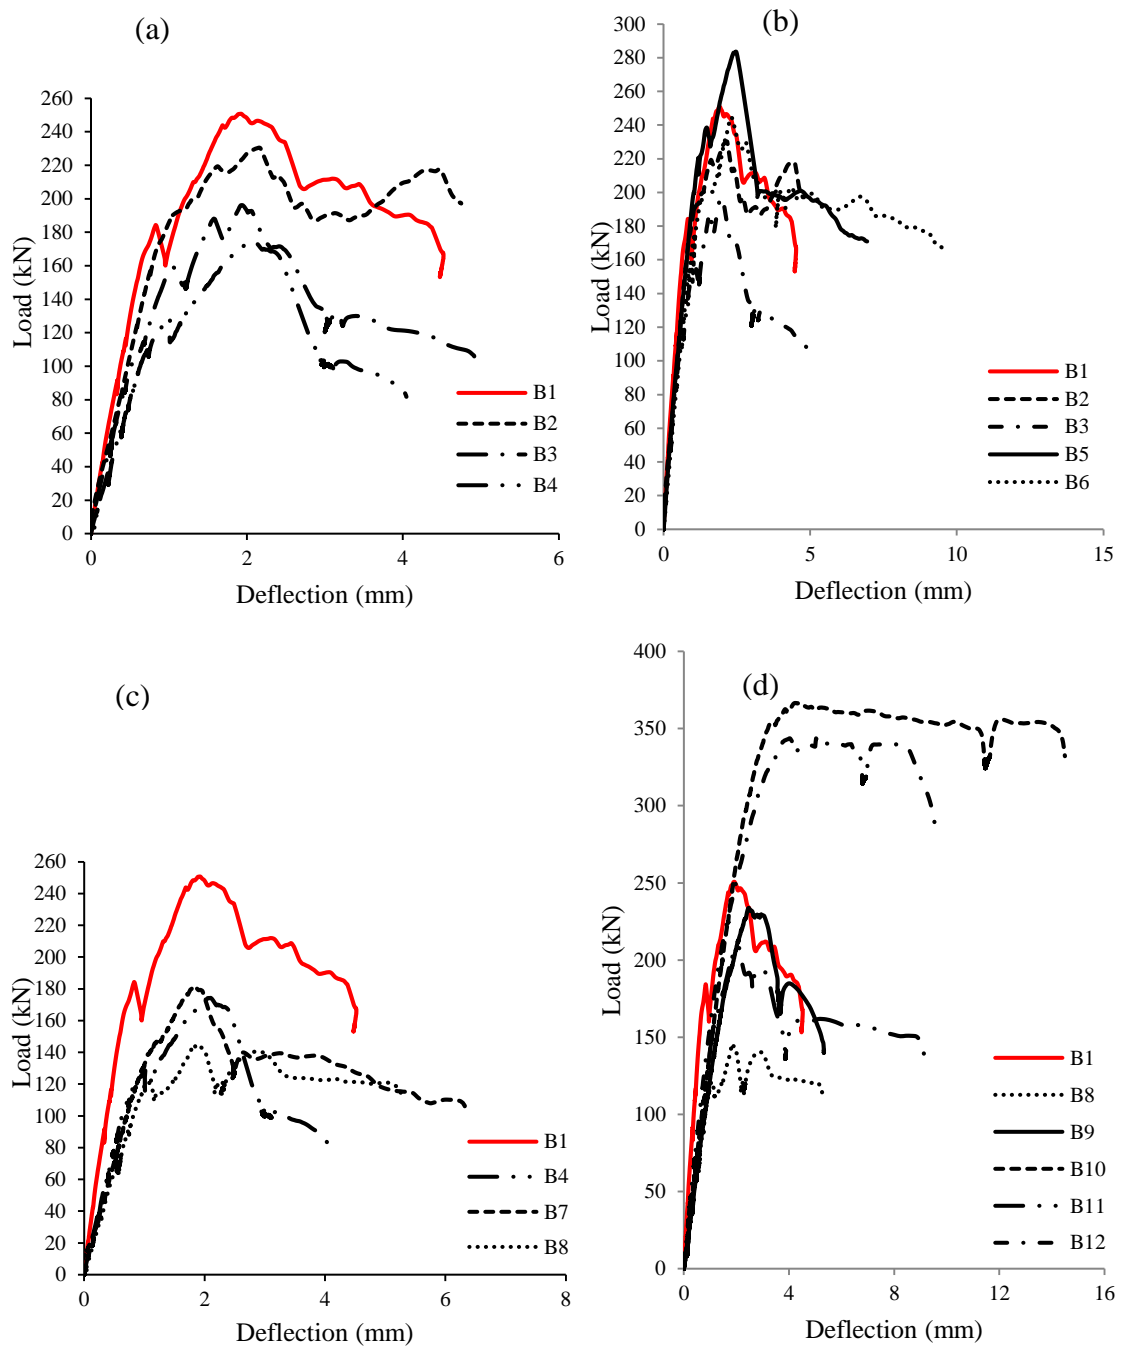 (a)
260
240
220
200
180
160
140
120
100
80
60
40
20
0
Load (kN)
0 2 4 6
Deflection (mm)
B1
B2
B3
B4
(b)
300
280
260
240
220
200
180
160
140
120
100
80
60
40
20
0
Load (kN)
0 5 10 15
Deflection (mm)
B1
B2
B3
B5
B6
(c)
260
240
220
200
180
160
140
120
100
80
60
40
20
0
Load (kN)
0 2 4 6 8
Deflection (mm)
B1
B4
B7
B8
(d)
400
350
300
250
200
150
100
50
0
Load (kN)
0 4 8 12 16
Deflection (mm)
B1
B8
B9
B10
B11
B12